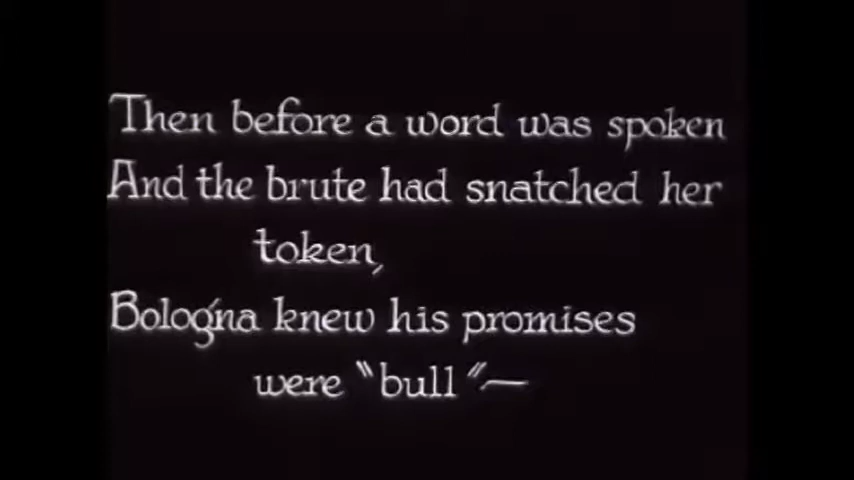 Then before a word was spoken
And the brute had snatched her
token,
Bologna knew his promises
were "bull"—